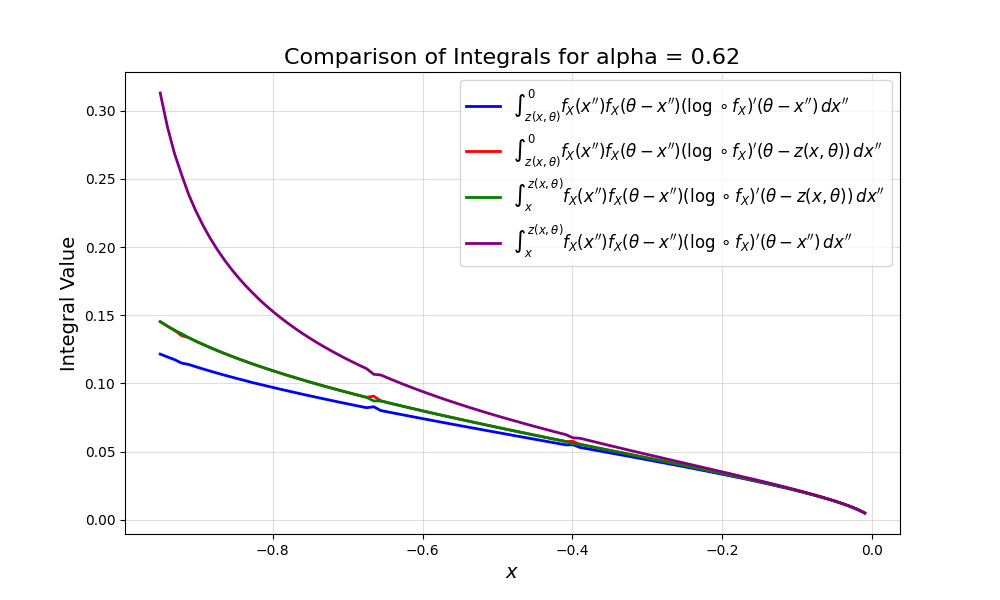 Comparison of Integrals for alpha = 0.62
∫_{z(x,θ)}^{0} f_X(x″)f_X(θ − x″)(log ∘ f_X)′(θ − x″) dx″
∫_{z(x,θ)}^{0} f_X(x″)f_X(θ − x″)(log ∘ f_X)′(θ − z(x, θ)) dx″
∫_{x}^{z(x,θ)} f_X(x″)f_X(θ − x″)(log ∘ f_X)′(θ − z(x, θ)) dx″
∫_{x}^{z(x,θ)} f_X(x″)f_X(θ − x″)(log ∘ f_X)′(θ − x″) dx″
Integral Value
0.30
0.25
0.20
0.15
0.10
0.05
0.00
−0.8 −0.6 −0.4 −0.2 0.0
x